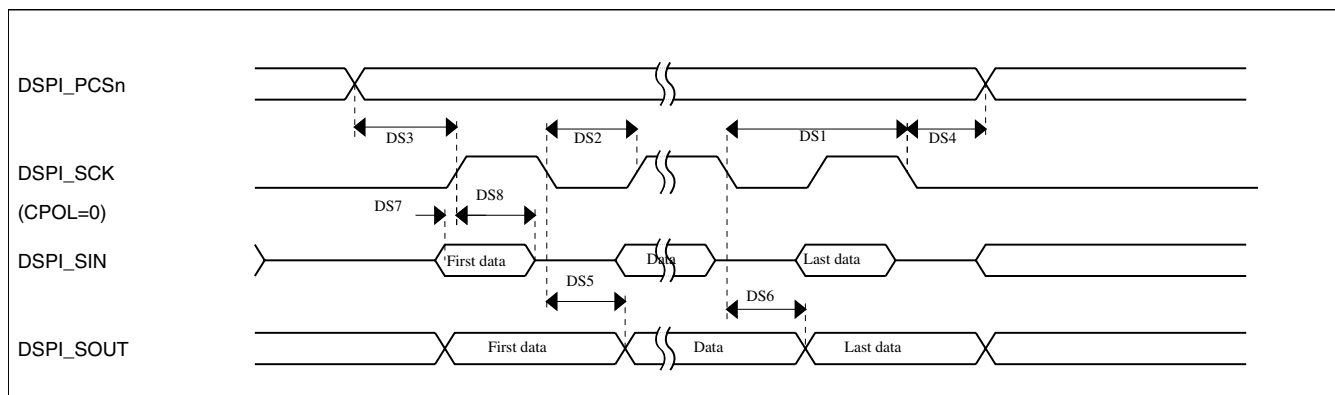 DSPI_PCSn
DS3
DS2
DS1
DS4
DSPI_SCK
(CPOL=0)
DS7
DS8
DSPI_SIN
First data
Data
Last data
DS5
DS6
DSPI_SOUT
First data
Data
Last data